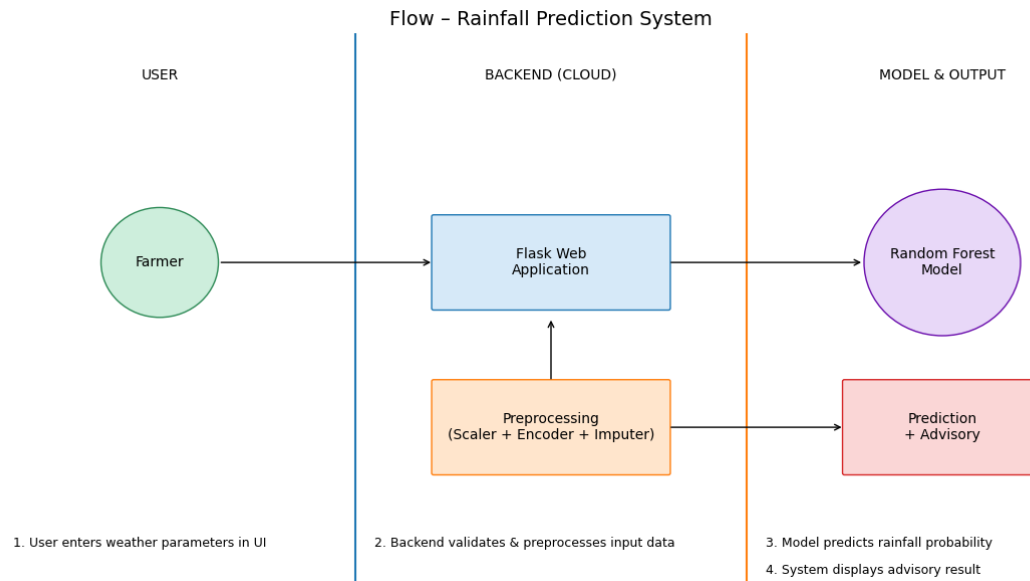 Flow – Rainfall Prediction System
USER
BACKEND (CLOUD)
MODEL & OUTPUT
Farmer
Flask Web
Application
Random Forest
Model
Preprocessing
(Scaler + Encoder + Imputer)
Prediction
+ Advisory
1. User enters weather parameters in UI
2. Backend validates & preprocesses input data
3. Model predicts rainfall probability
4. System displays advisory result